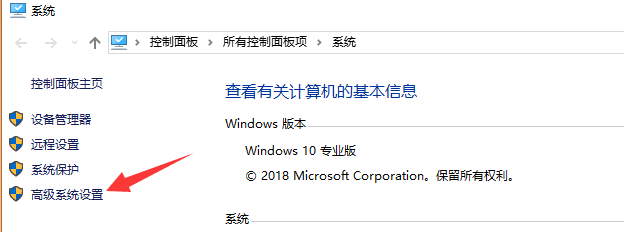 系统
控制面板 › 所有控制面板项 › 系统
控制面板主页
设备管理器
远程设置
系统保护
高级系统设置
查看有关计算机的基本信息
Windows 版本
Windows 10 专业版
© 2018 Microsoft Corporation。保留所有权利。
系统